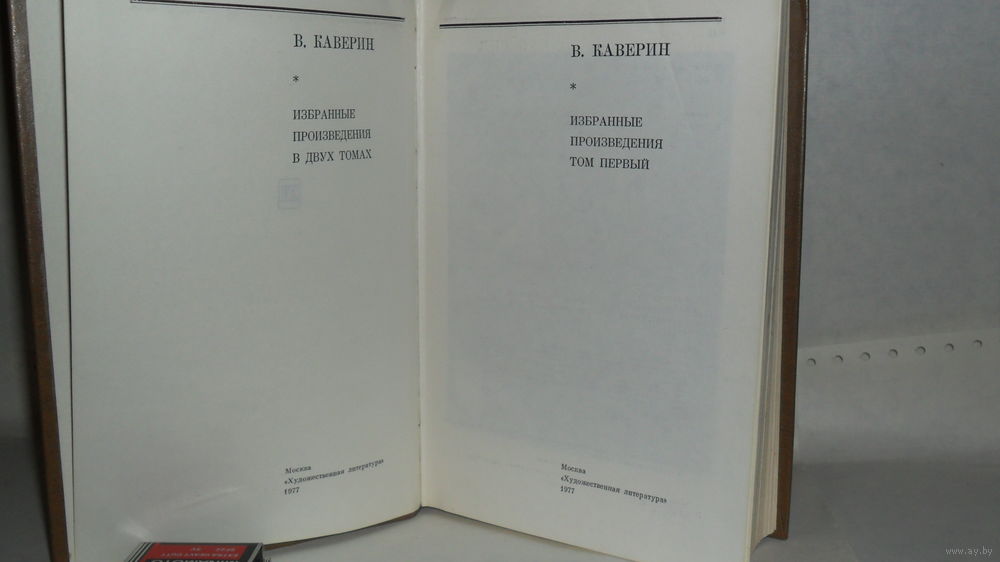 В. КАВЕРИН
*
ИЗБРАННЫЕ
ПРОИЗВЕДЕНИЯ
В ДВУХ ТОМАХ
Москва
«Художественная литература»
1977
В. КАВЕРИН
*
ИЗБРАННЫЕ
ПРОИЗВЕДЕНИЯ
ТОМ ПЕРВЫЙ
Москва
«Художественная литература»
1977
www.ay.by